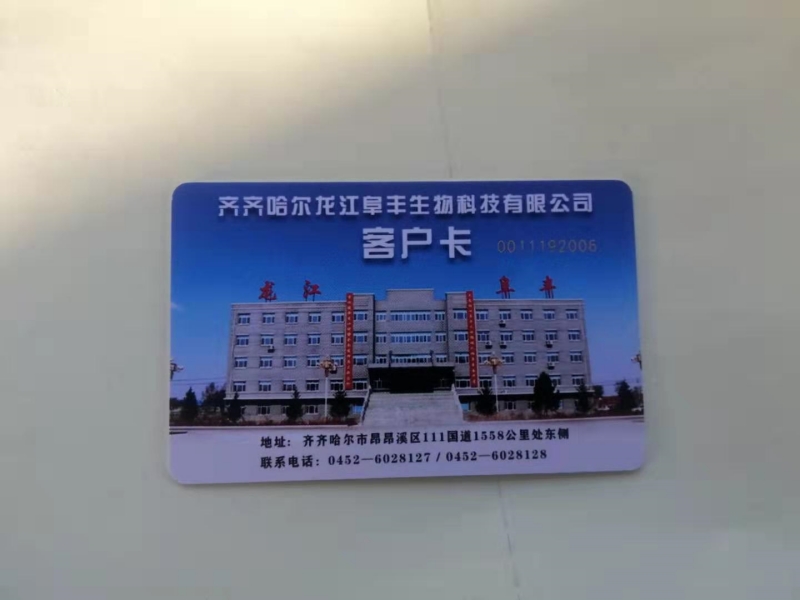 齐齐哈尔龙江阜丰生物科技有限公司
客户卡
0011192006
龙江 阜丰
地址：齐齐哈尔市昂昂溪区111国道1558公里处东侧
联系电话：0452—6028127 / 0452—6028128